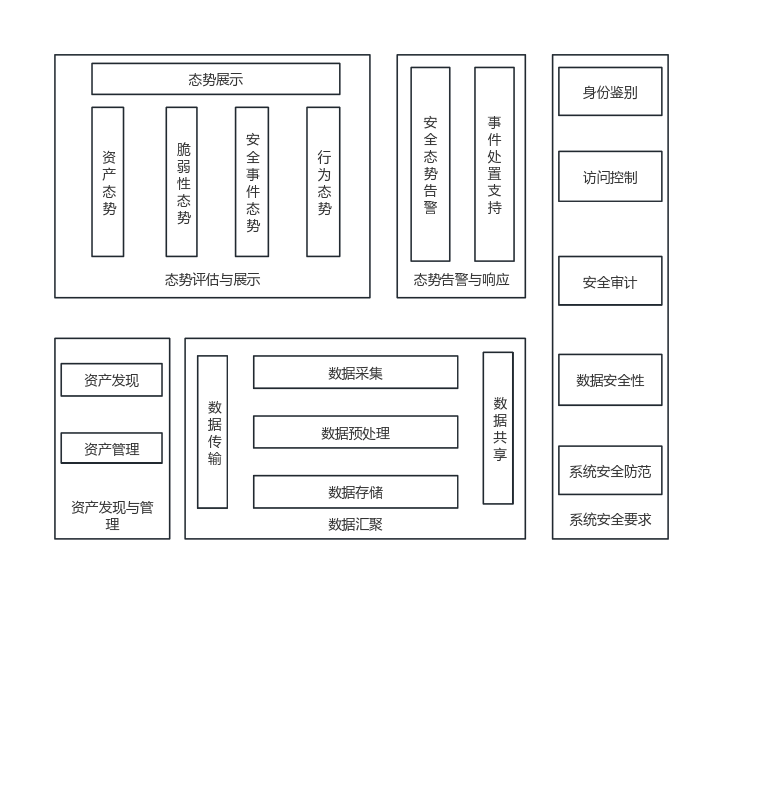 态势展示
资产态势
脆弱性态势
安全事件态势
行为态势
态势评估与展示
安全态势告警
事件处置支持
态势告警与响应
身份鉴别
访问控制
安全审计
数据安全性
系统安全防范
系统安全要求
资产发现
资产管理
资产发现与管
理
数据传输
数据采集
数据预处理
数据存储
数据共享
数据汇聚